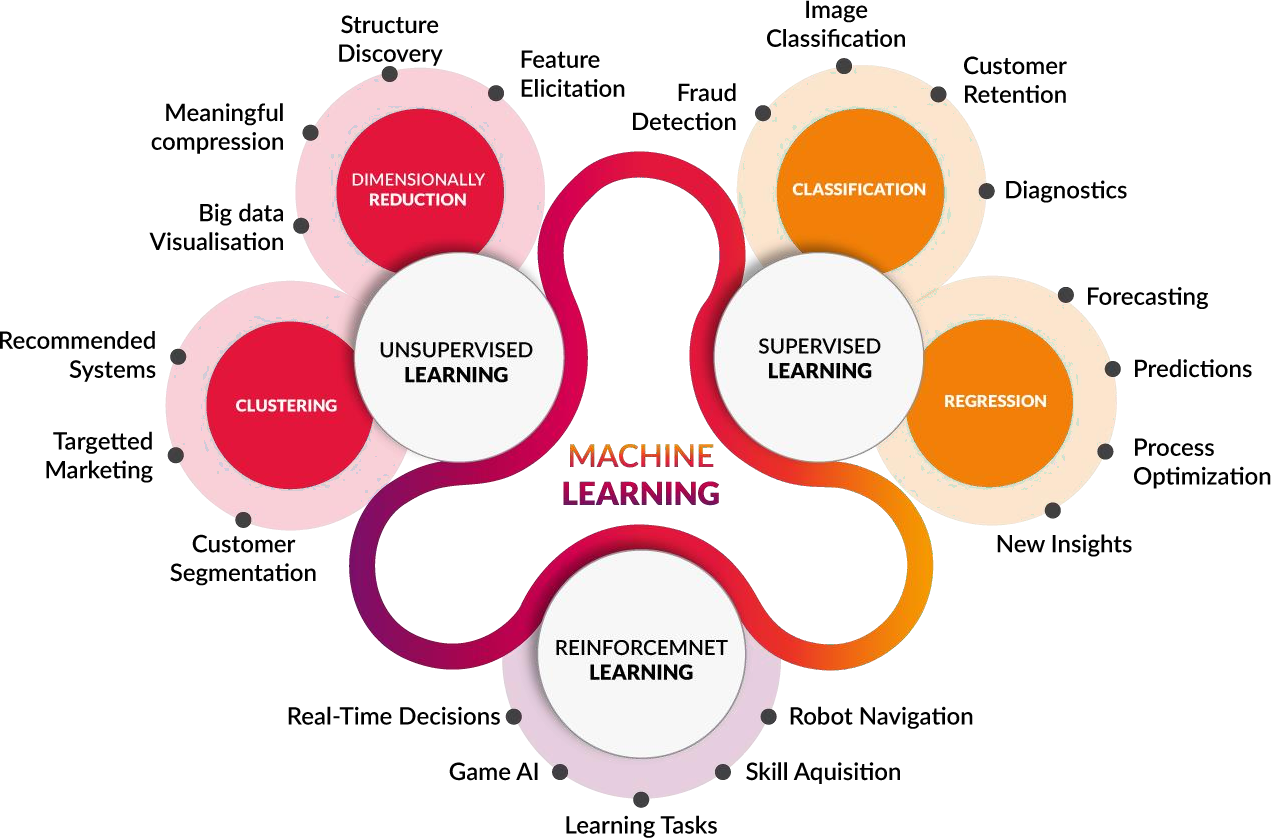 Structure
Discovery
Feature
Elicitation
Meaningful
compression
Big data
Visualisation
DIMENSIONALLY
REDUCTION
Image
Classification
Customer
Retention
Fraud
Detection
Diagnostics
CLASSIFICATION
Recommended
Systems
Targetted
Marketing
Customer
Segmentation
CLUSTERING
UNSUPERVISED
LEARNING
SUPERVISED
LEARNING
Forecasting
Predictions
Process
Optimization
New Insights
REGRESSION
MACHINE
LEARNING
REINFORCEMNET
LEARNING
Real-Time Decisions
Game AI
Learning Tasks
Skill Aquisition
Robot Navigation